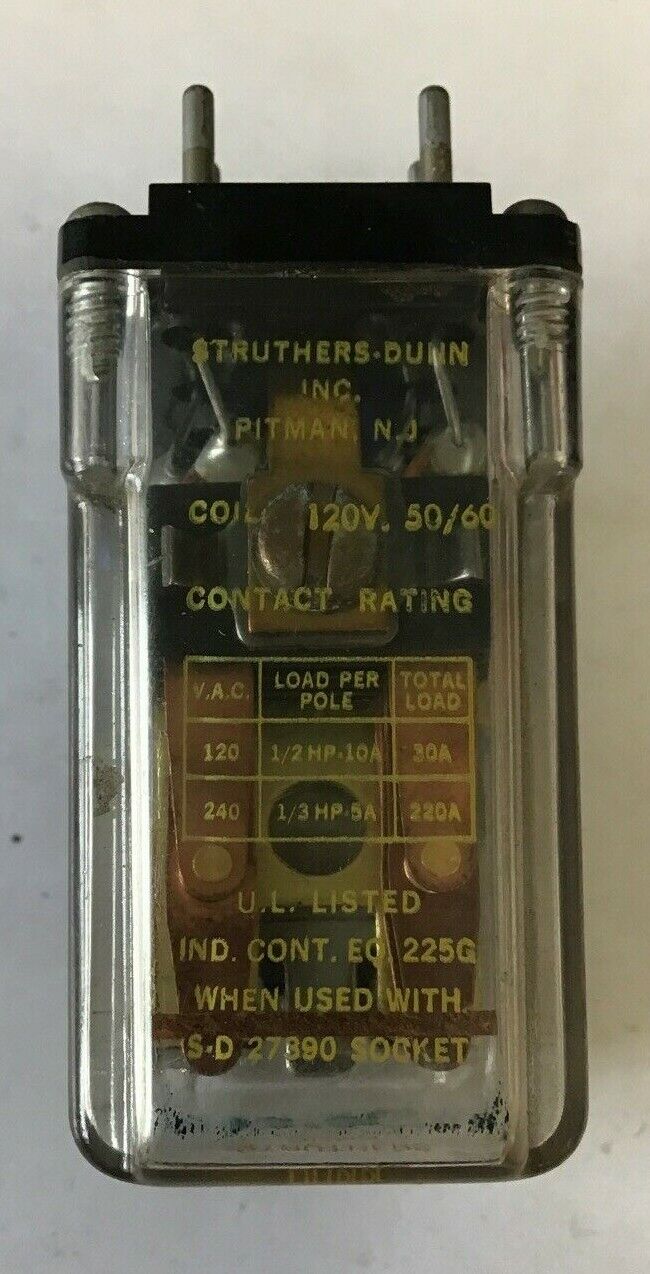 STRUTHERS-DUNN
INC.
PITMAN, N.J
COIL 120V. 50/60
CONTACT RATING
V.A.C. LOAD PER POLE TOTAL LOAD
120 1/2 HP-10A 30A
240 1/3 HP-5A 220A
U.L. LISTED
IND. CONT. EQ. 225G
WHEN USED WITH
S-D 27390 SOCKET